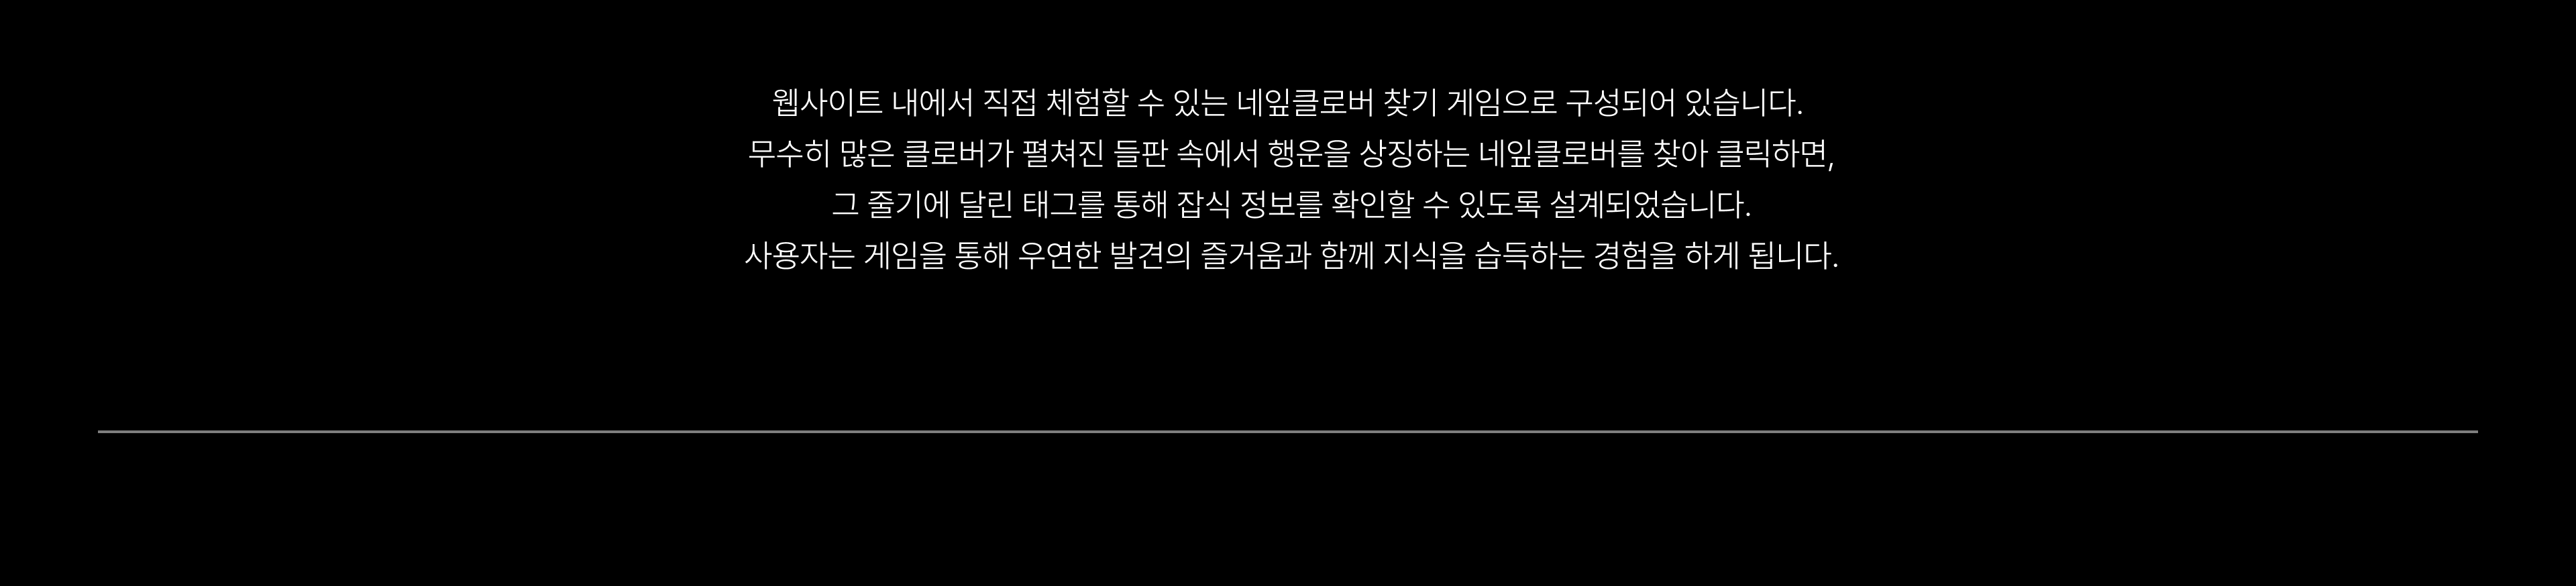 웹사이트 내에서 직접 체험할 수 있는 네잎클로버 찾기 게임으로 구성되어 있습니다.
무수히 많은 클로버가 펼쳐진 들판 속에서 행운을 상징하는 네잎클로버를 찾아 클릭하면,
그 줄기에 달린 태그를 통해 잡식 정보를 확인할 수 있도록 설계되었습니다.
사용자는 게임을 통해 우연한 발견의 즐거움과 함께 지식을 습득하는 경험을 하게 됩니다.